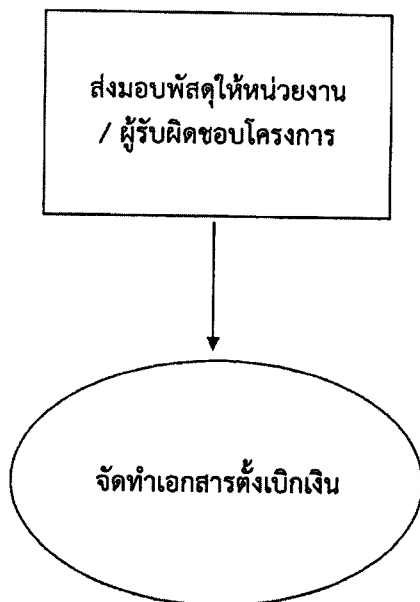 ส่งมอบพัสดุให้หน่วยงาน
/ ผู้รับผิดชอบโครงการ
จัดทำเอกสารตั้งเบิกเงิน